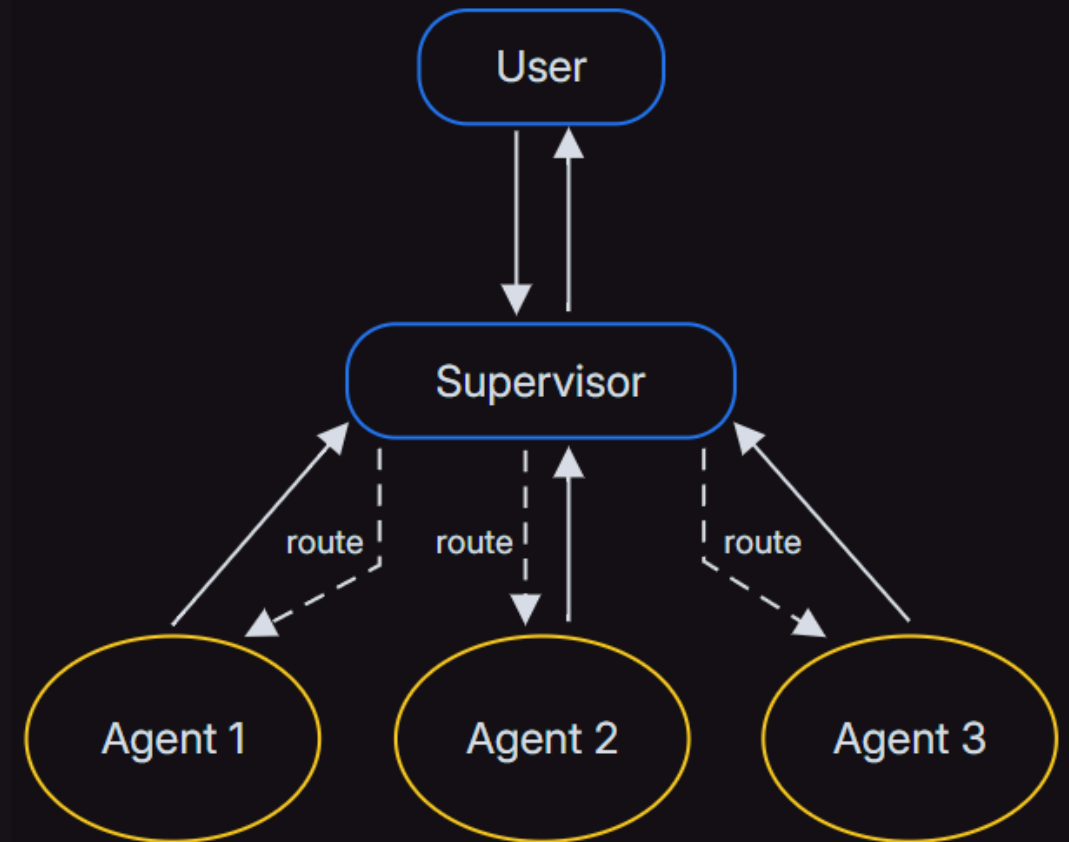 User
Supervisor
route
route
route
Agent 1
Agent 2
Agent 3